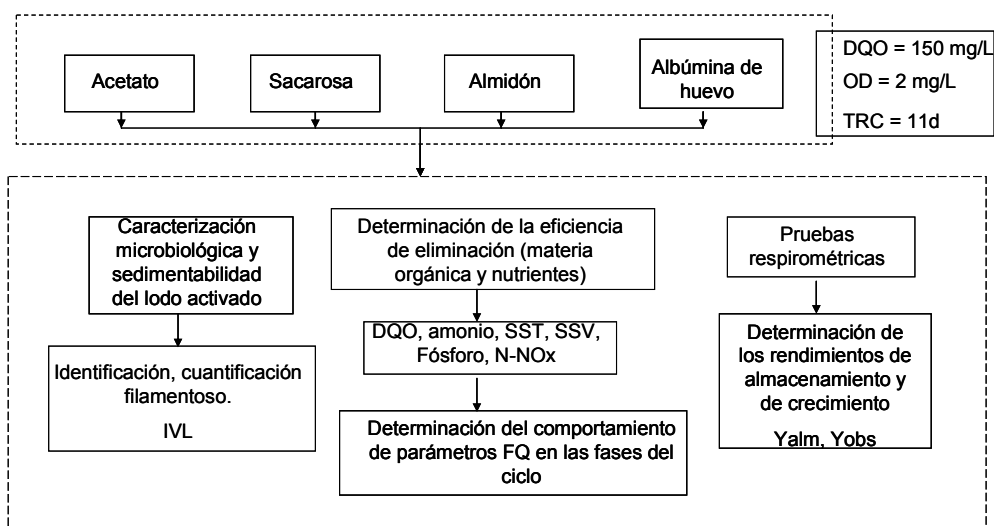 Acetato
Sacarosa
Almidón
Albúmina de
huevo
DQO = 150 mg/L
OD = 2 mg/L
TRC = 11d
Caracterización
microbiológica y
sedimentabilidad
del lodo activado
Identificación, cuantificación
filamentoso.
IVL
Determinación de la eficiencia
de eliminación (materia
orgánica y nutrientes)
DQO, amonio, SST, SSV,
Fósforo, N-NOx
Determinación del comportamiento
de parámetros FQ en las fases del
ciclo
Pruebas
respirométricas
Determinación de
los rendimientos de
almacenamiento y
de crecimiento
Yalm, Yobs